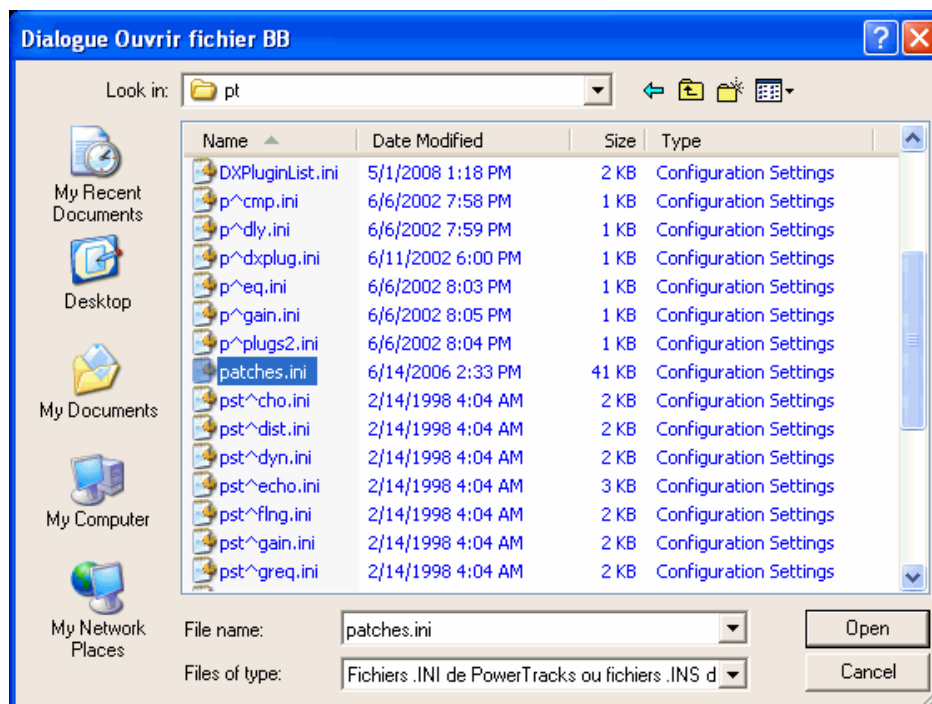 Dialogue Ouvrir fichier BB
Look in: pt
Name Date Modified Size Type
DXPluginList.ini 5/1/2008 1:18 PM 2 KB Configuration Settings
p^cmp.ini 6/6/2002 7:58 PM 1 KB Configuration Settings
p^dly.ini 6/6/2002 7:59 PM 1 KB Configuration Settings
p^dxplug.ini 6/11/2002 6:00 PM 1 KB Configuration Settings
p^eq.ini 6/6/2002 8:03 PM 1 KB Configuration Settings
p^gain.ini 6/6/2002 8:05 PM 1 KB Configuration Settings
p^plugs2.ini 6/6/2002 8:04 PM 1 KB Configuration Settings
patches.ini 6/14/2006 2:33 PM 41 KB Configuration Settings
pst^cho.ini 2/14/1998 4:04 AM 2 KB Configuration Settings
pst^dist.ini 2/14/1998 4:04 AM 2 KB Configuration Settings
pst^dyn.ini 2/14/1998 4:04 AM 2 KB Configuration Settings
pst^echo.ini 2/14/1998 4:04 AM 3 KB Configuration Settings
pst^flng.ini 2/14/1998 4:04 AM 2 KB Configuration Settings
pst^gain.ini 2/14/1998 4:04 AM 2 KB Configuration Settings
pst^greq.ini 2/14/1998 4:04 AM 2 KB Configuration Settings
My Recent
Documents
Desktop
My Documents
My Computer
My Network
Places
File name: patches.ini Open
Files of type: Fichiers .INI de PowerTracks ou fichiers .INS d Cancel